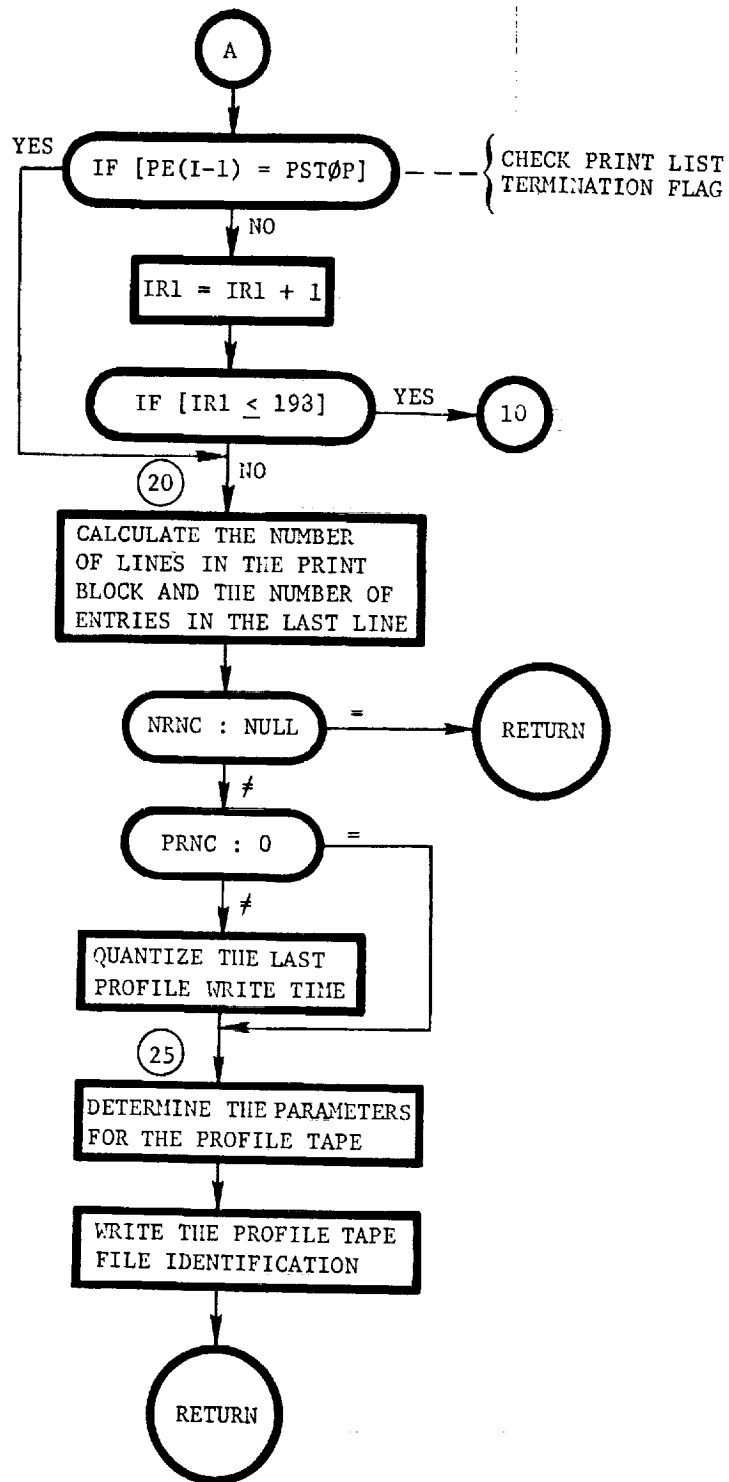 A
YES
IF [PE(I-1) = PSTØP]
CHECK PRINT LIST
TERMINATION FLAG
NO
IR1 = IR1 + 1
IF [IR1 ≤ 193]
YES
10
20
NO
CALCULATE THE NUMBER
OF LINES IN THE PRINT
BLOCK AND THE NUMBER OF
ENTRIES IN THE LAST LINE
NRNC : NULL
=
RETURN
≠
PRNC : 0
=
≠
QUANTIZE THE LAST
PROFILE WRITE TIME
25
DETERMINE THE PARAMETERS
FOR THE PROFILE TAPE
WRITE THE PROFILE TAPE
FILE IDENTIFICATION
RETURN